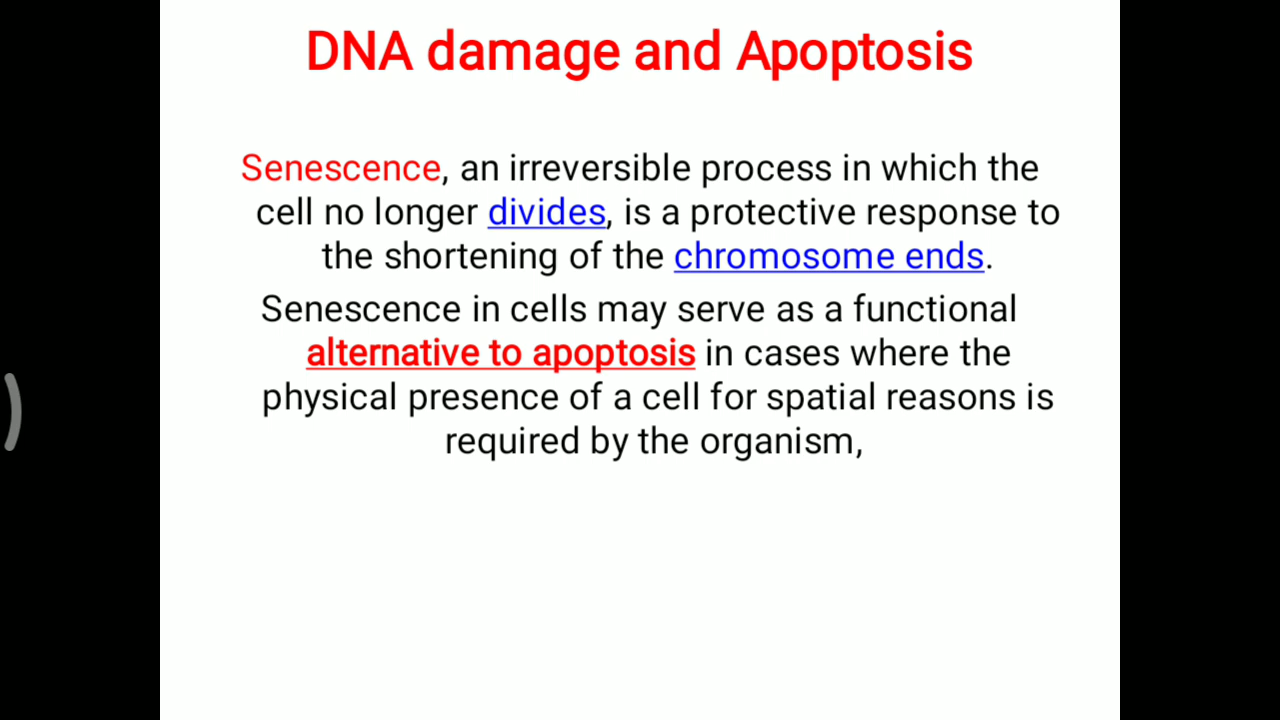 DNA damage and Apoptosis
Senescence, an irreversible process in which the
cell no longer divides, is a protective response to
the shortening of the chromosome ends.
Senescence in cells may serve as a functional
alternative to apoptosis in cases where the
physical presence of a cell for spatial reasons is
required by the organism,